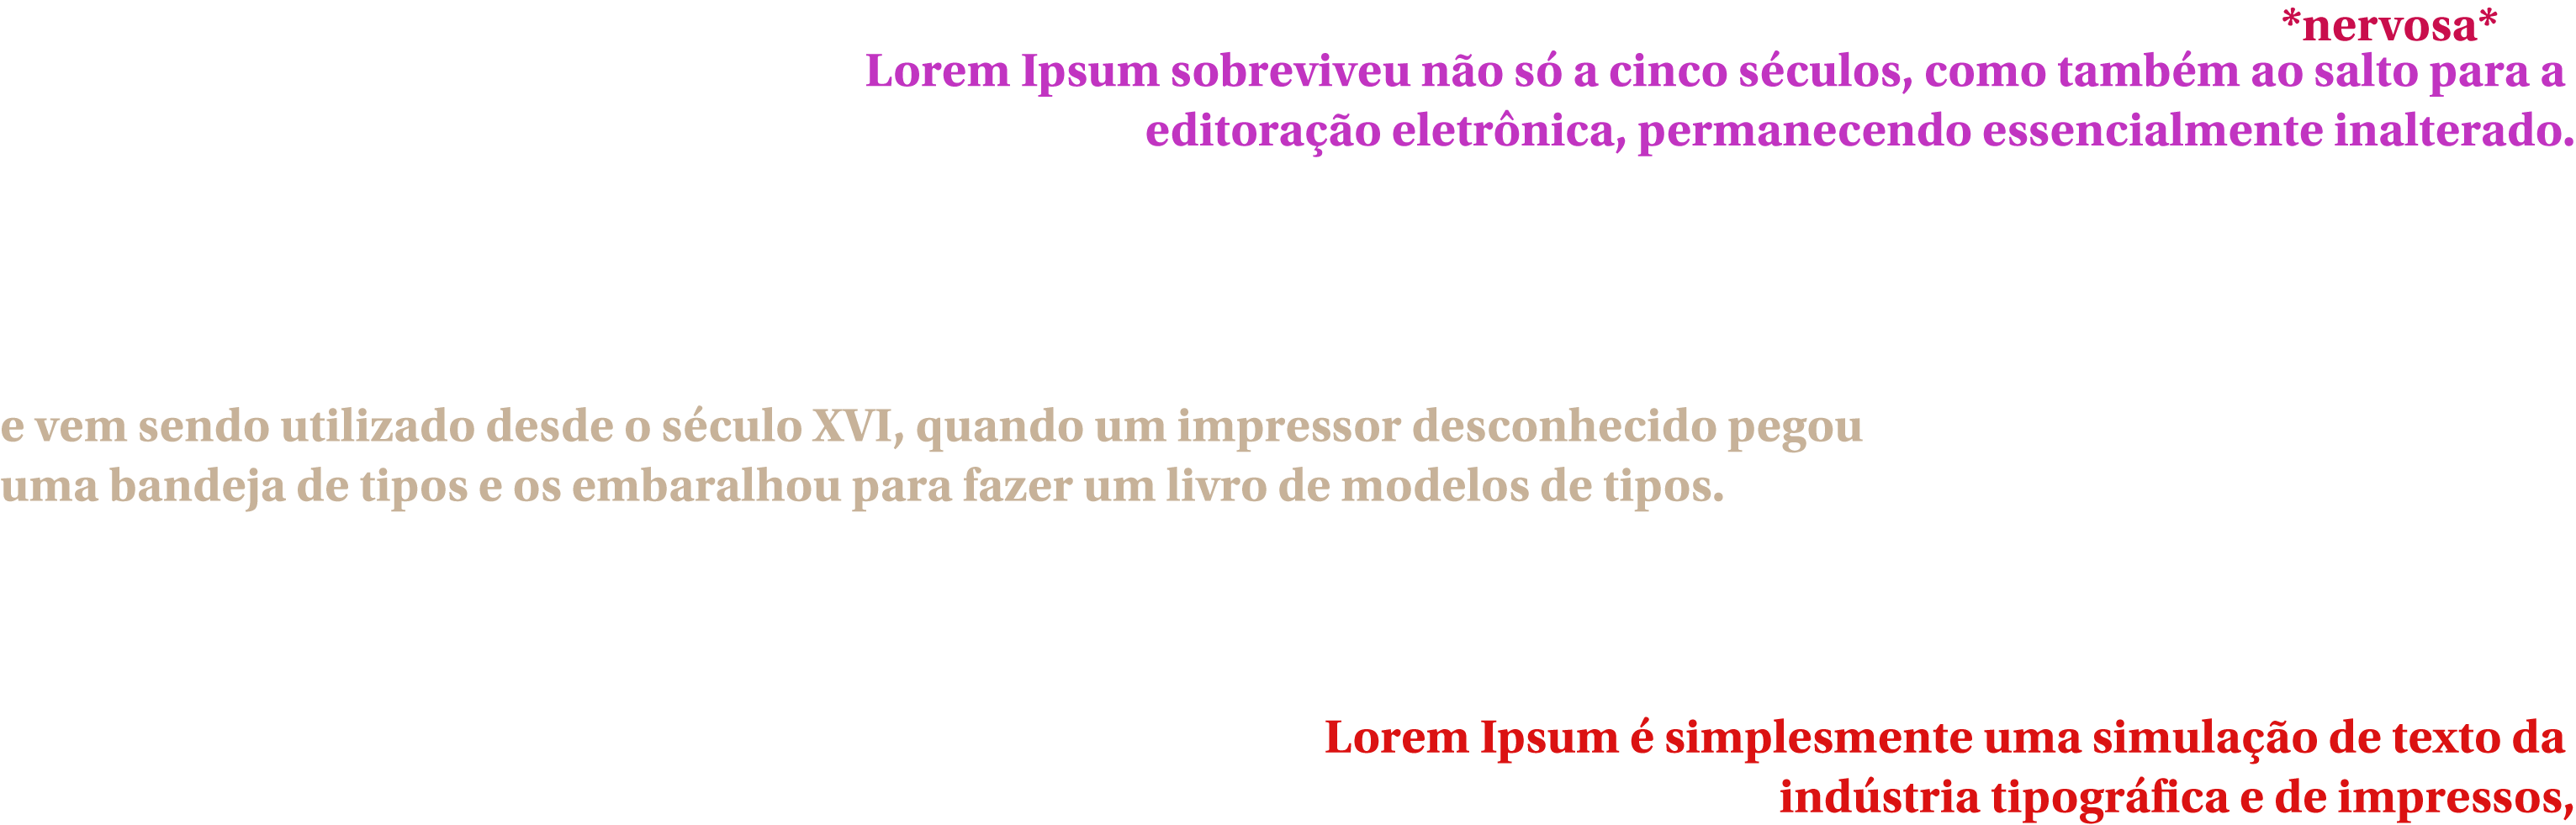 *nervosa*
Lorem Ipsum sobreviveu não só a cinco séculos, como também ao salto para a
editoração eletrônica, permanecendo essencialmente inalterado.
e vem sendo utilizado desde o século XVI, quando um impressor desconhecido pegou
uma bandeja de tipos e os embaralhou para fazer um livro de modelos de tipos.
Lorem Ipsum é simplesmente uma simulação de texto da
indústria tipográfica e de impressos,